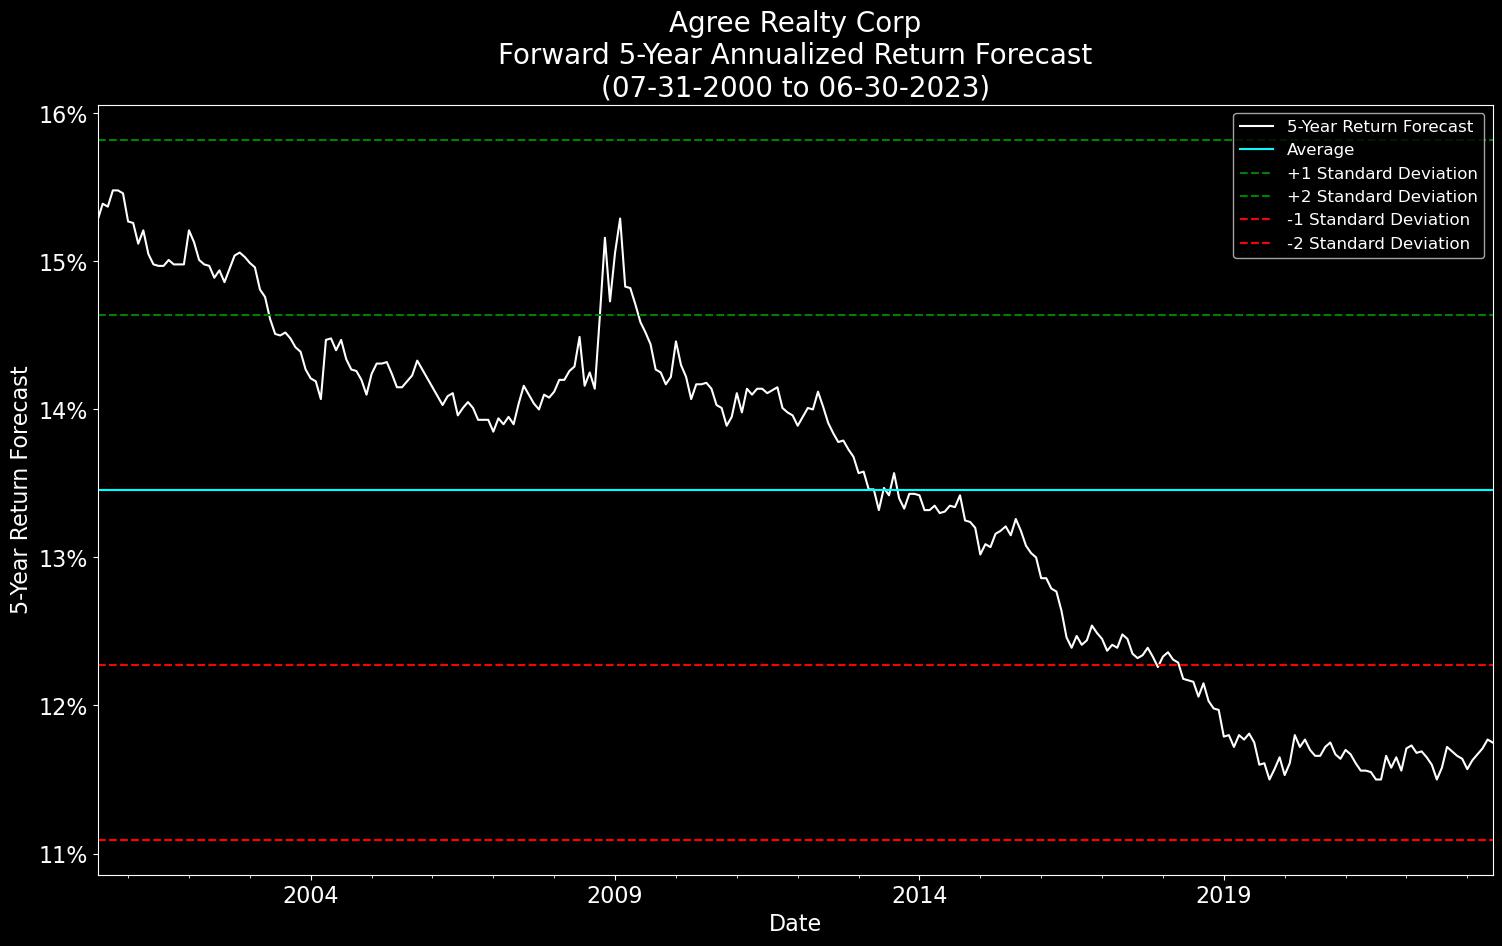 Agree Realty Corp
Forward 5-Year Annualized Return Forecast
(07-31-2000 to 06-30-2023)
5-Year Return Forecast
Average
+1 Standard Deviation
+2 Standard Deviation
-1 Standard Deviation
-2 Standard Deviation
16%
15%
14%
13%
12%
11%
5-Year Return Forecast
2004
2009
2014
2019
Date